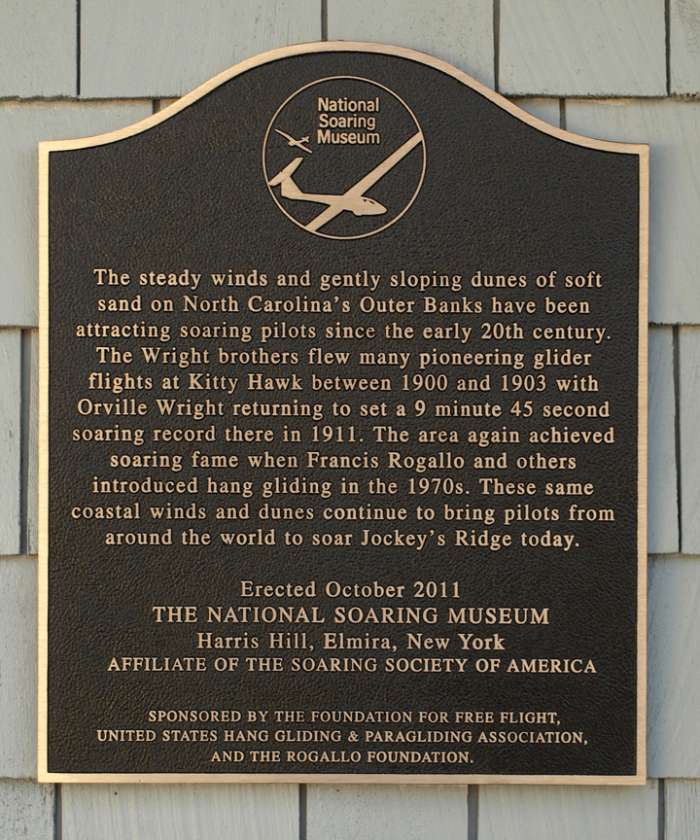 National
Soaring
Museum
The steady winds and gently sloping dunes of soft
sand on North Carolina's Outer Banks have been
attracting soaring pilots since the early 20th century.
The Wright brothers flew many pioneering glider
flights at Kitty Hawk between 1900 and 1903 with
Orville Wright returning to set a 9 minute 45 second
soaring record there in 1911. The area again achieved
soaring fame when Francis Rogallo and others
introduced hang gliding in the 1970s. These same
coastal winds and dunes continue to bring pilots from
around the world to soar Jockey's Ridge today.
Erected October 2011
THE NATIONAL SOARING MUSEUM
Harris Hill, Elmira, New York
AFFILIATE OF THE SOARING SOCIETY OF AMERICA
SPONSORED BY THE FOUNDATION FOR FREE FLIGHT,
UNITED STATES HANG GLIDING & PARAGLIDING ASSOCIATION,
AND THE ROGALLO FOUNDATION.